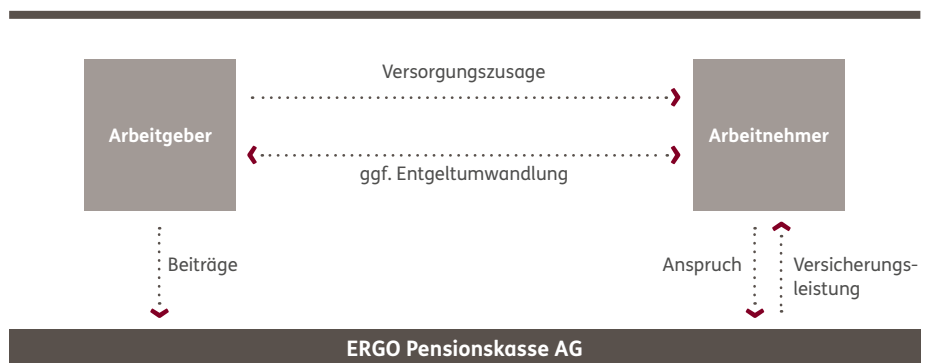 Versorgungszusage
Arbeitgeber
Arbeitnehmer
ggf. Entgeltumwandlung
Beiträge
Anspruch
Versicherungs-
leistung
ERGO Pensionskasse AG